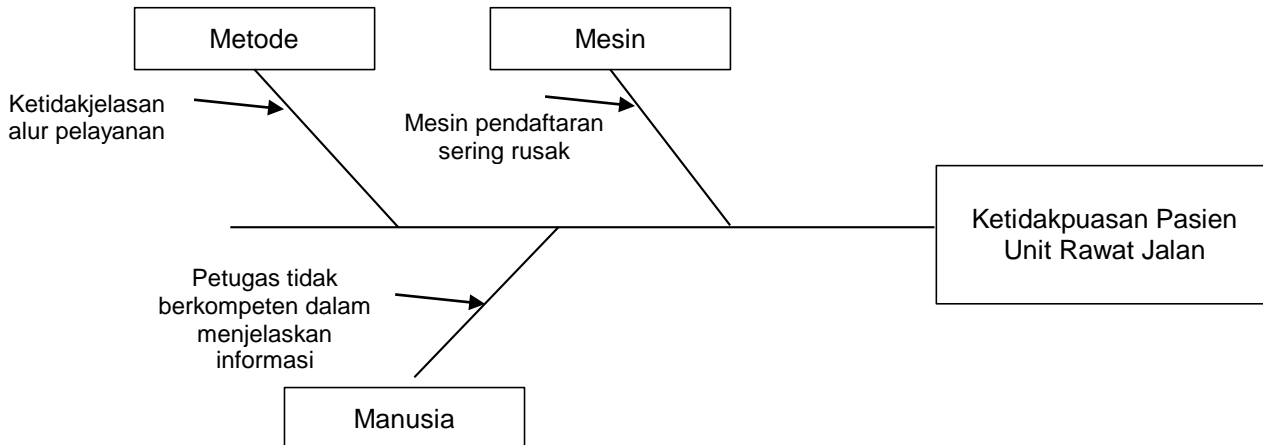 Metode
Mesin
Ketidakjelasan
alur pelayanan
Mesin pendaftaran
sering rusak
Ketidakpuasan Pasien
Unit Rawat Jalan
Petugas tidak
berkompeten dalam
menjelaskan
informasi
Manusia